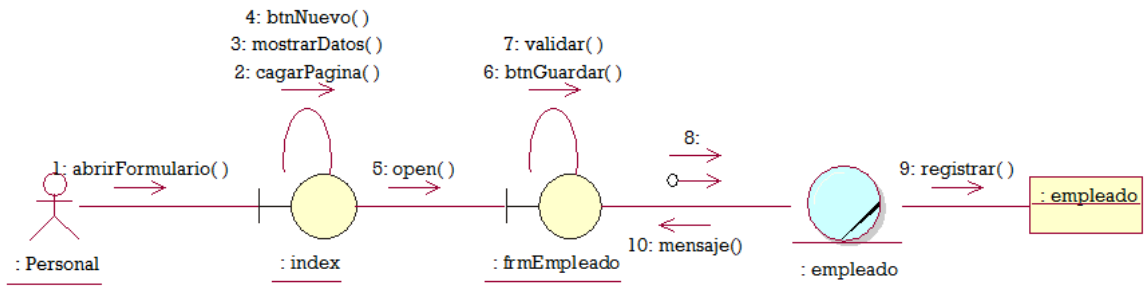 4: btnNuevo( )
3: mostrarDatos( )
2: cagarPagina( )
7: validar( )
6: btnGuardar( )
1: abrirFormulario( )
5: open( )
8:
9: registrar( )
: empleado
10: mensaje()
: Personal
: index
: frmEmpleado
: empleado